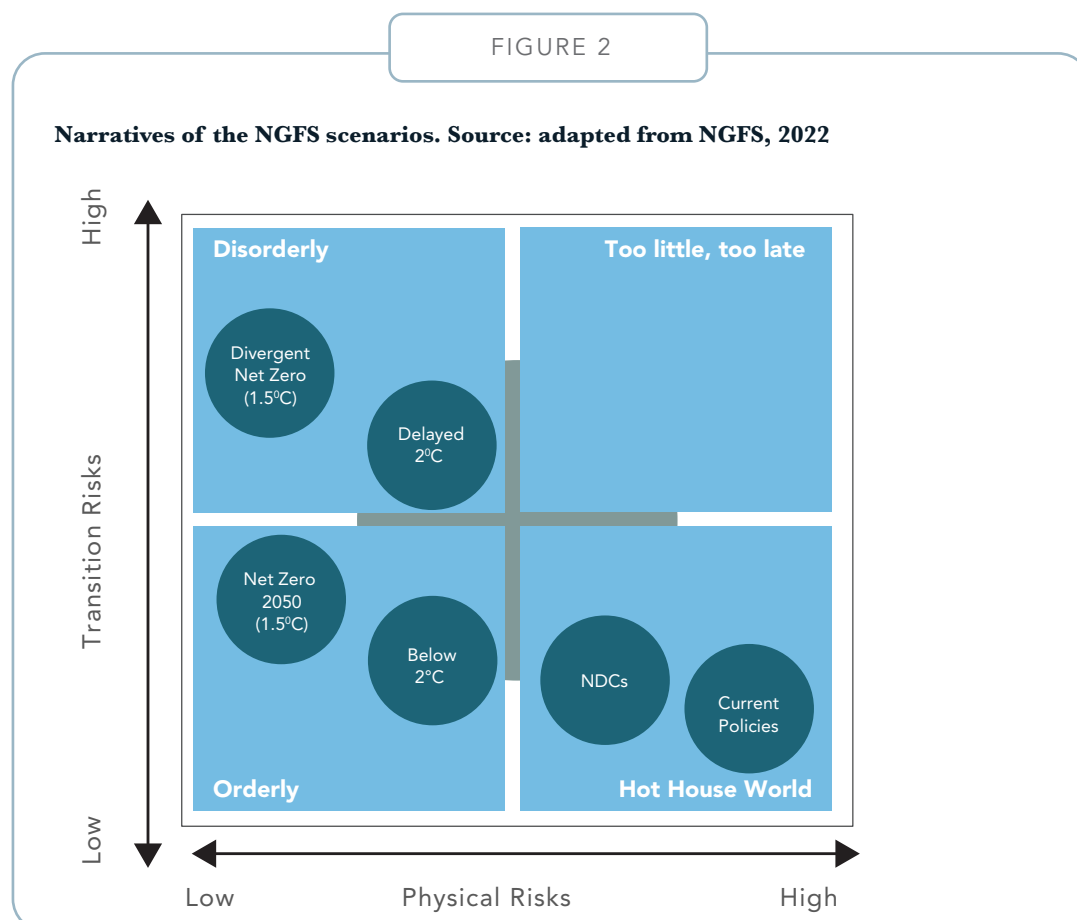 FIGURE 2
Narratives of the NGFS scenarios. Source: adapted from NGFS, 2022
High
Transition Risks
Low
Disorderly
Too little, too late
Divergent
Net Zero
(1.5⁰C)
Delayed
2⁰C
Net Zero
2050
(1.5⁰C)
Below
2°C
NDCs
Current
Policies
Orderly
Hot House World
Low
Physical Risks
High